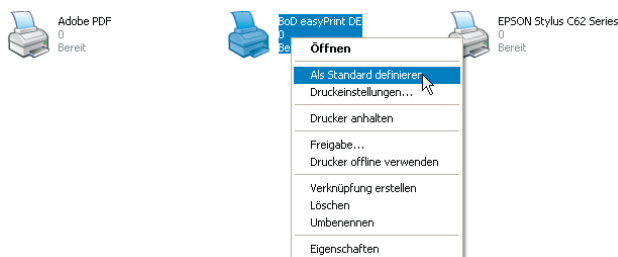 Adobe PDF
0
Bereit
BoD easyPrint DE
0
Be
EPSON Stylus C62 Series
0
Bereit
Öffnen
Als Standard definieren
Druckeinstellungen...
Drucker anhalten
Freigabe...
Drucker offline verwenden
Verknüpfung erstellen
Löschen
Umbenennen
Eigenschaften